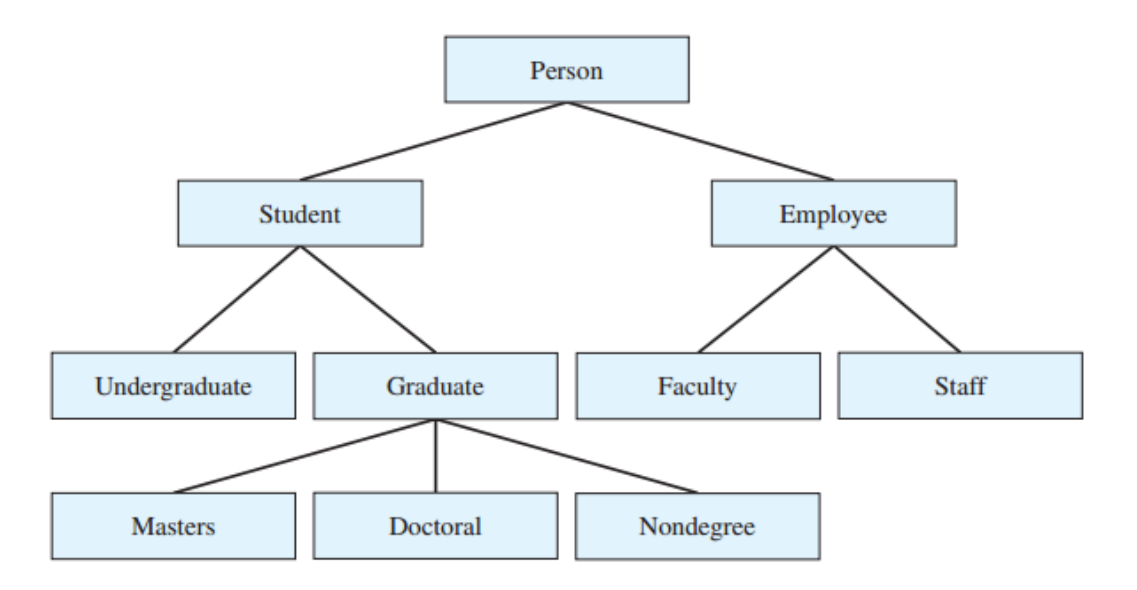 Person
Student
Employee
Undergraduate
Graduate
Faculty
Staff
Masters
Doctoral
Nondegree